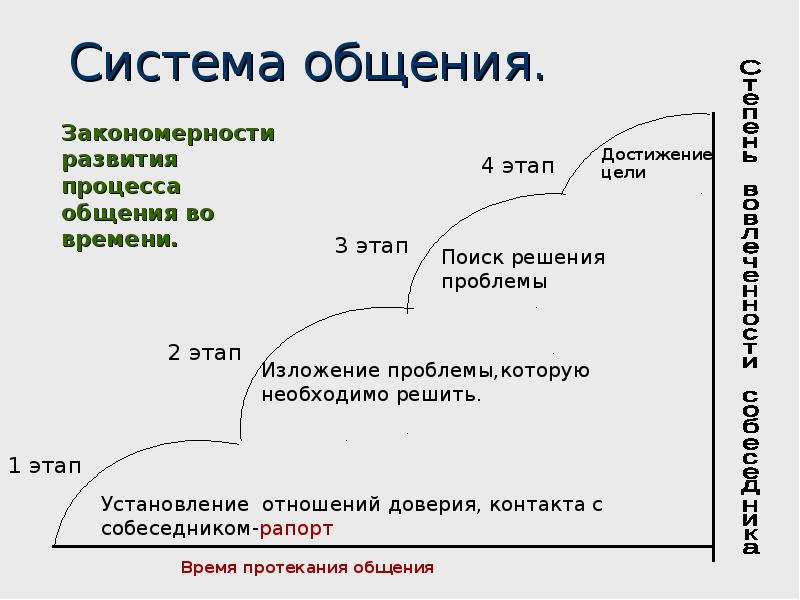 Система общения.
Закономерности
развития
процесса
общения во
времени.
4 этап
Достижение
цели
3 этап
Поиск решения
проблемы
2 этап
Изложение проблемы,которую
необходимо решить.
1 этап
Установление отношений доверия, контакта с
собеседником-рапорт
Время протекания общения
Степень вовлеченности собеседника